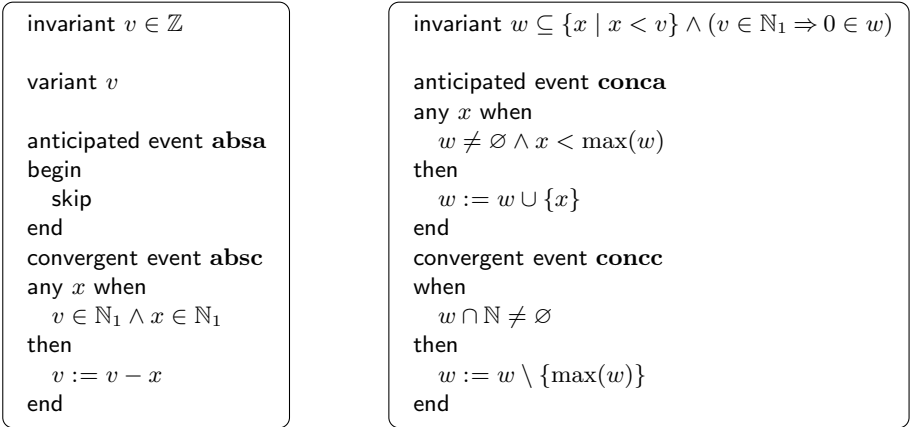 invariant v ∈ ℤ
variant v
anticipated event absa
begin
skip
end
convergent event absc
any x when
v ∈ ℕ₁ ∧ x ∈ ℕ₁
then
v := v − x
end
invariant w ⊆ {x | x < v} ∧ (v ∈ ℕ₁ ⇒ 0 ∈ w)
anticipated event conca
any x when
w ≠ ∅ ∧ x < max(w)
then
w := w ∪ {x}
end
convergent event concc
when
w ∩ ℕ ≠ ∅
then
w := w \ {max(w)}
end